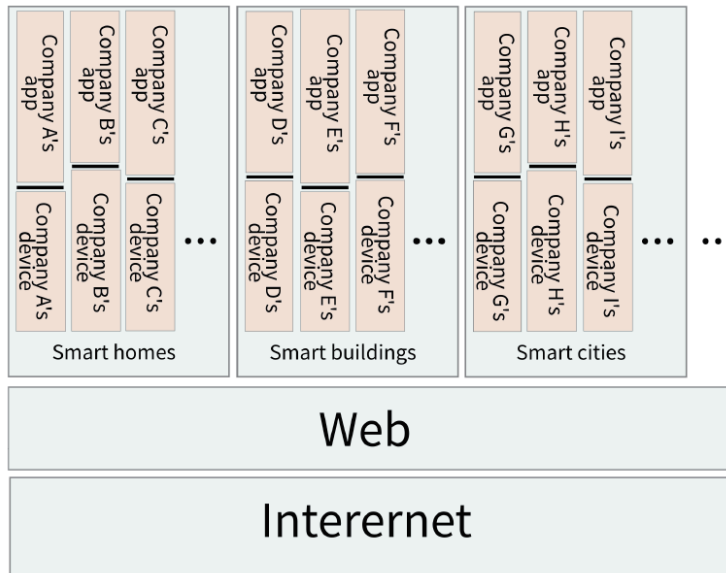 Company A's
app
Company B's
app
Company C's
app
Company A's
device
Company B's
device
Company C's
device
...
Smart homes
Company D's
app
Company E's
app
Company F's
app
Company D's
device
Company E's
device
Company F's
device
...
Smart buildings
Company G's
app
Company H's
app
Company I's
app
Company G's
device
Company H's
device
Company I's
device
...
Smart cities
..
Web
Interernet